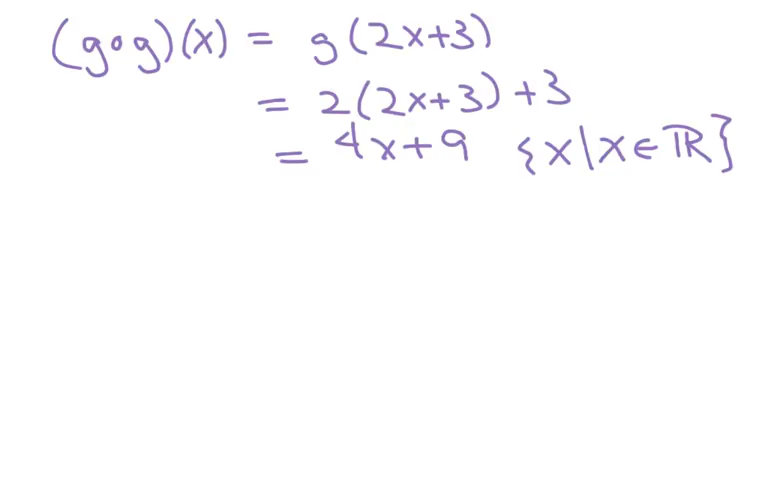 (g∘g)(x) = g(2x+3)
= 2(2x+3)+3
= 4x+9 {x|x∈ℝ}